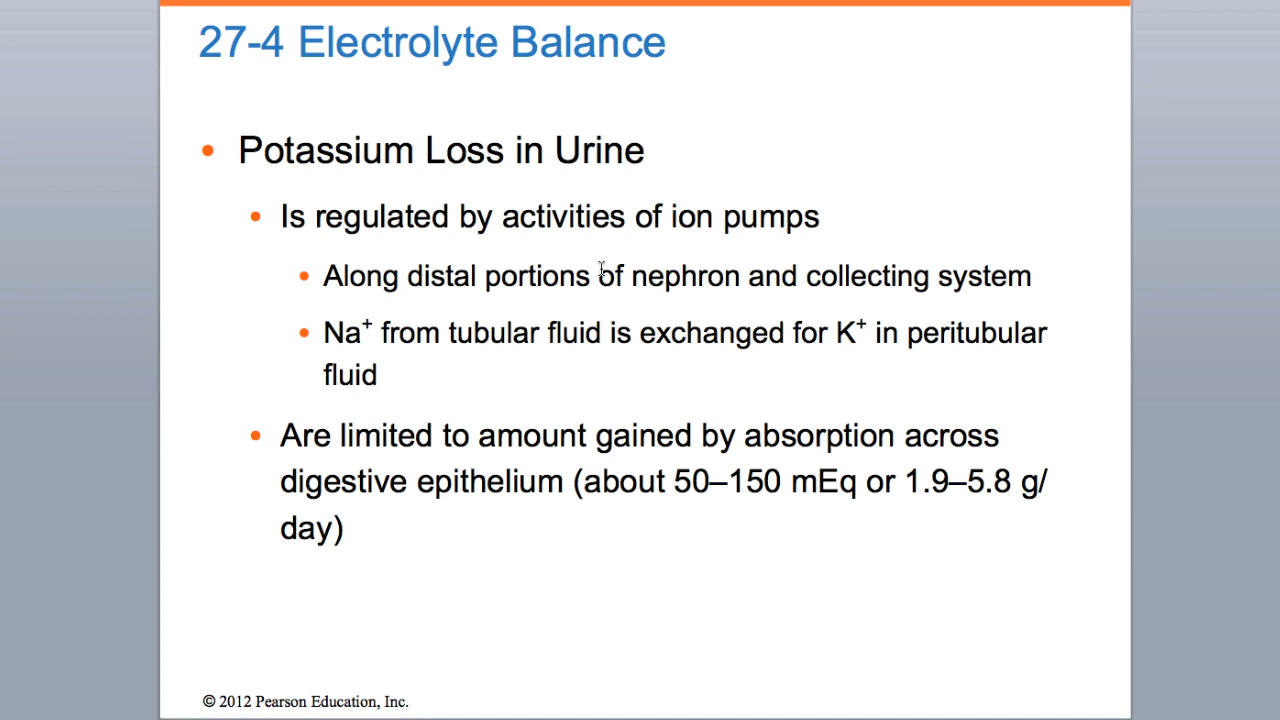 27-4 Electrolyte Balance
• Potassium Loss in Urine
• Is regulated by activities of ion pumps
• Along distal portions of nephron and collecting system
• Na⁺ from tubular fluid is exchanged for K⁺ in peritubular
fluid
• Are limited to amount gained by absorption across
digestive epithelium (about 50–150 mEq or 1.9–5.8 g/
day)
© 2012 Pearson Education, Inc.